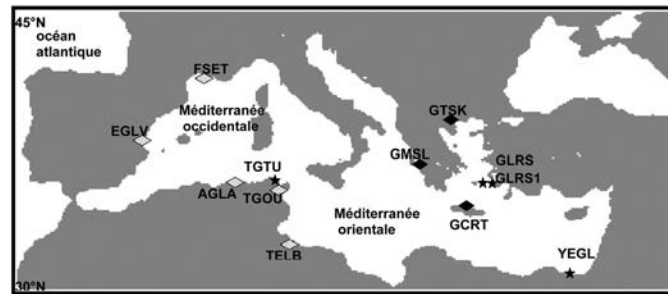 45°N
océan
atlantique
FSET
Méditerranée
occidentale
EGLV
GTSK
GMSL
GLRS
GLRS1
TGTU
AGLA
TGOU
GCRT
Méditerranée
orientale
TELB
YEGL
30°N